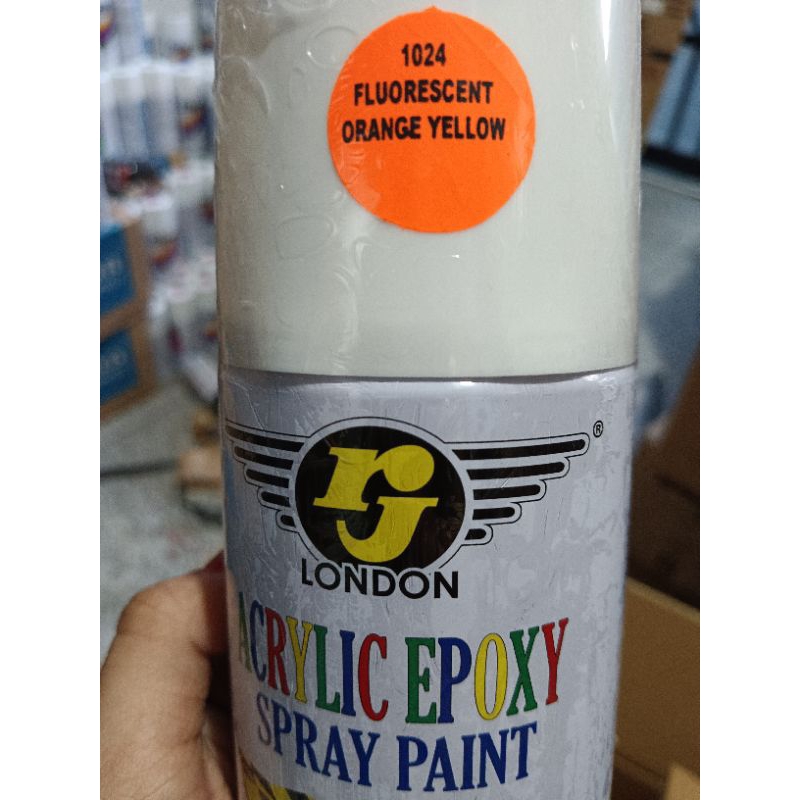 1024
FLUORESCENT
ORANGE YELLOW
rj
®
LONDON
ACRYLIC EPOXY
SPRAY PAINT